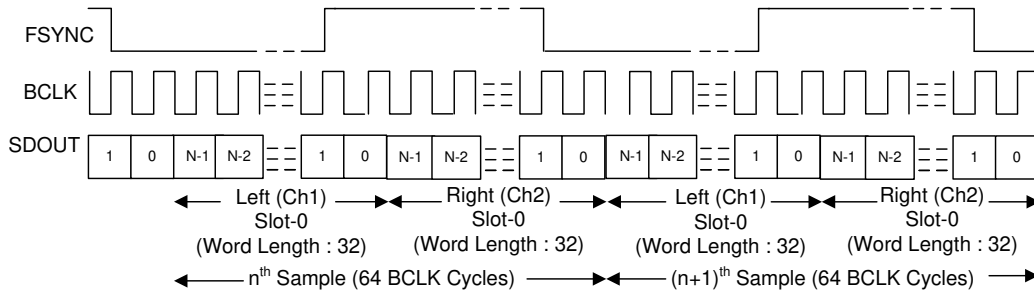 FSYNC
BCLK
SDOUT
1 0 N-1 N-2 1 0 N-1 N-2 1 0 N-1 N-2 1 0 N-1 N-2 1 0
Left (Ch1) Right (Ch2) Left (Ch1) Right (Ch2)
Slot-0 Slot-0 Slot-0 Slot-0
(Word Length : 32) (Word Length : 32) (Word Length : 32) (Word Length : 32)
nth Sample (64 BCLK Cycles) (n+1)th Sample (64 BCLK Cycles)